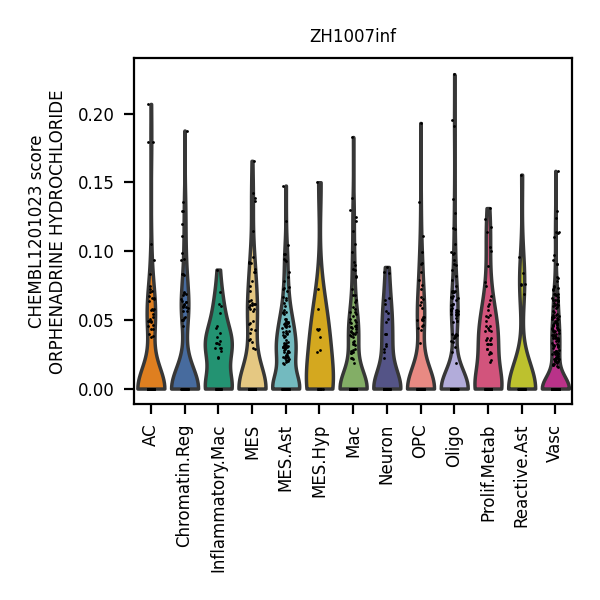 ZH1007inf
CHEMBL1201023 score
ORPHENADRINE HYDROCHLORIDE
0.20
0.15
0.10
0.05
0.00
AC
Chromatin.Reg
Inflammatory.Mac
MES
MES.Ast
MES.Hyp
Mac
Neuron
OPC
Oligo
Prolif.Metab
Reactive.Ast
Vasc